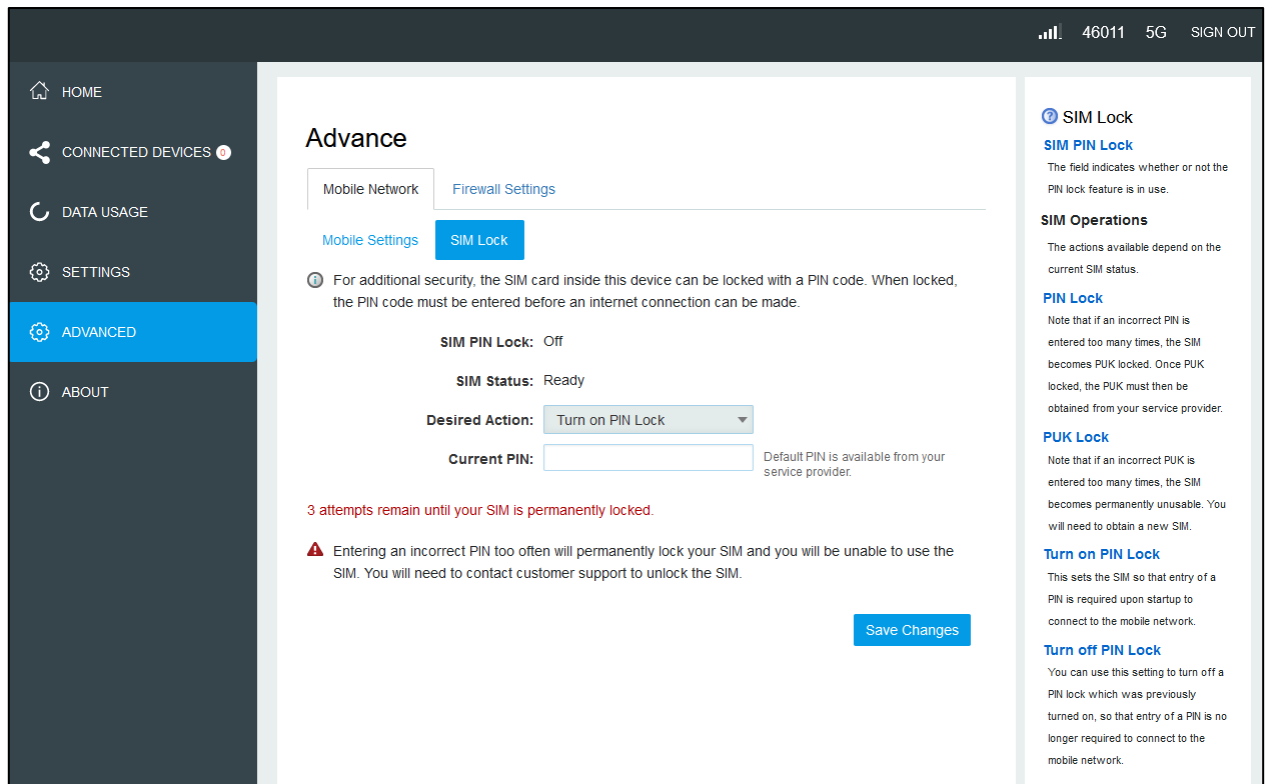 46011 5G SIGN OUT
HOME
CONNECTED DEVICES 0
DATA USAGE
SETTINGS
ADVANCED
ABOUT
Advance
Mobile Network Firewall Settings
Mobile Settings SIM Lock
For additional security, the SIM card inside this device can be locked with a PIN code. When locked,
the PIN code must be entered before an internet connection can be made.
SIM PIN Lock: Off
SIM Status: Ready
Desired Action: Turn on PIN Lock
Current PIN:
Default PIN is available from your
service provider.
3 attempts remain until your SIM is permanently locked.
Entering an incorrect PIN too often will permanently lock your SIM and you will be unable to use the
SIM. You will need to contact customer support to unlock the SIM.
Save Changes
SIM Lock
SIM PIN Lock
The field indicates whether or not the
PIN lock feature is in use.
SIM Operations
The actions available depend on the
current SIM status.
PIN Lock
Note that if an incorrect PIN is
entered too many times, the SIM
becomes PUK locked. Once PUK
locked, the PUK must then be
obtained from your service provider.
PUK Lock
Note that if an incorrect PUK is
entered too many times, the SIM
becomes permanently unusable. You
will need to obtain a new SIM.
Turn on PIN Lock
This sets the SIM so that entry of a
PIN is required upon startup to
connect to the mobile network.
Turn off PIN Lock
You can use this setting to turn off a
PIN lock which was previously
turned on, so that entry of a PIN is no
longer required to connect to the
mobile network.